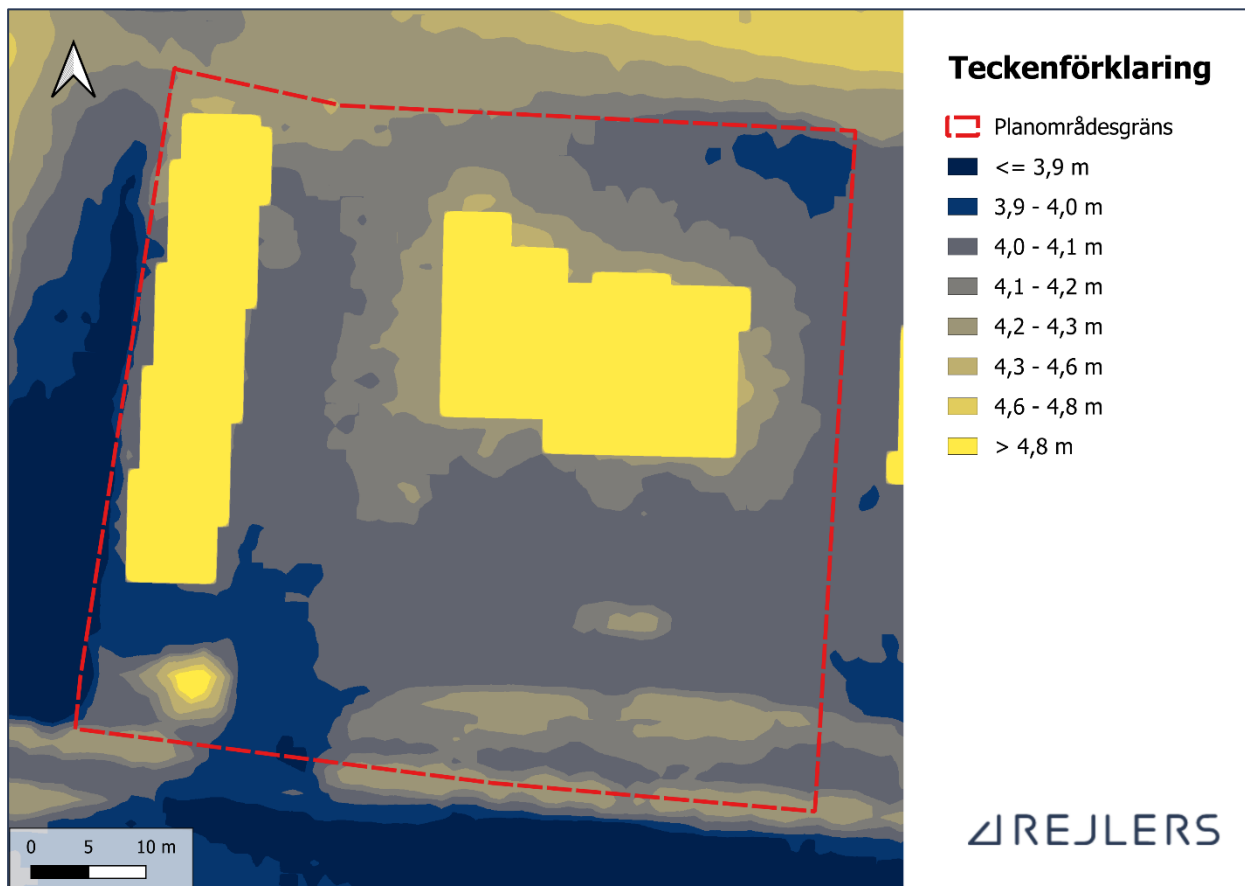 Teckenförklaring
Planområdesgräns
<= 3,9 m
3,9 - 4,0 m
4,0 - 4,1 m
4,1 - 4,2 m
4,2 - 4,3 m
4,3 - 4,6 m
4,6 - 4,8 m
> 4,8 m
0 5 10 m
REJLERS